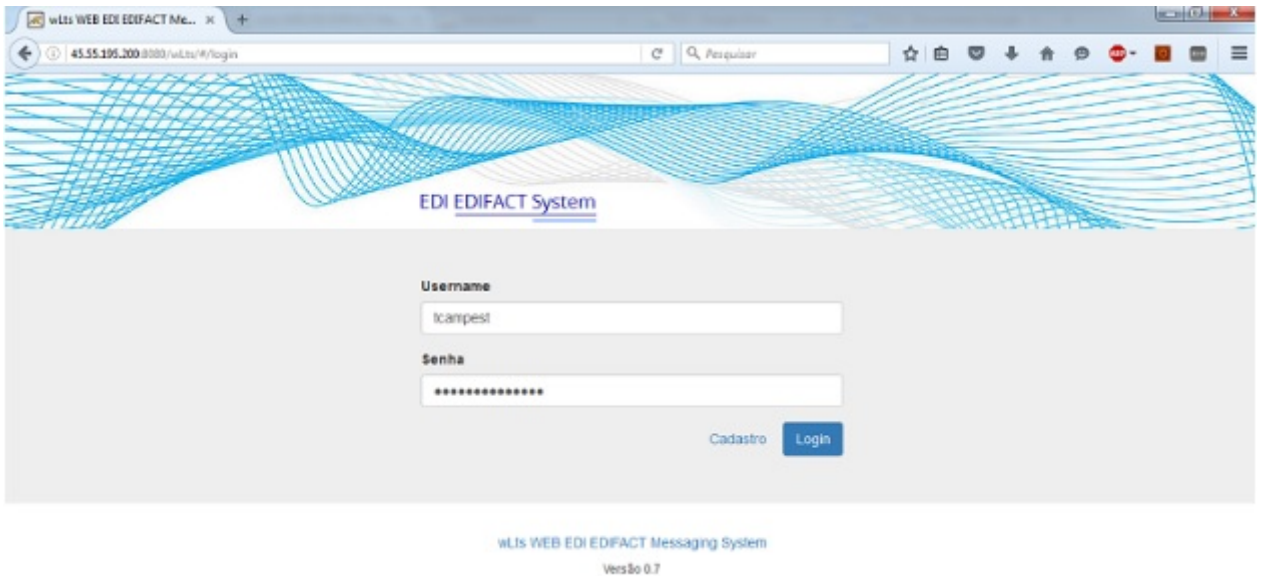 wLts WEB EDI EDIFACT Me...
45.55.195.200:8080/wLts/#/login
Pesquisar
EDI EDIFACT System
Username
tcampest
Senha
Cadastro
Login
wLts WEB EDI EDIFACT Messaging System
Versão 0.7